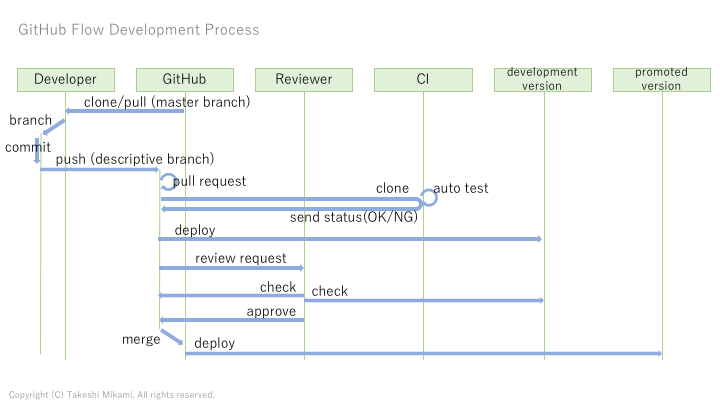 GitHub Flow Development Process
Developer
GitHub
Reviewer
CI
development
version
promoted
version
clone/pull (master branch)
branch
commit
push (descriptive branch)
pull request
clone
auto test
send status(OK/NG)
deploy
review request
check
check
approve
merge
deploy
Copyright (C) Takeshi Mikami. All rights reserved.